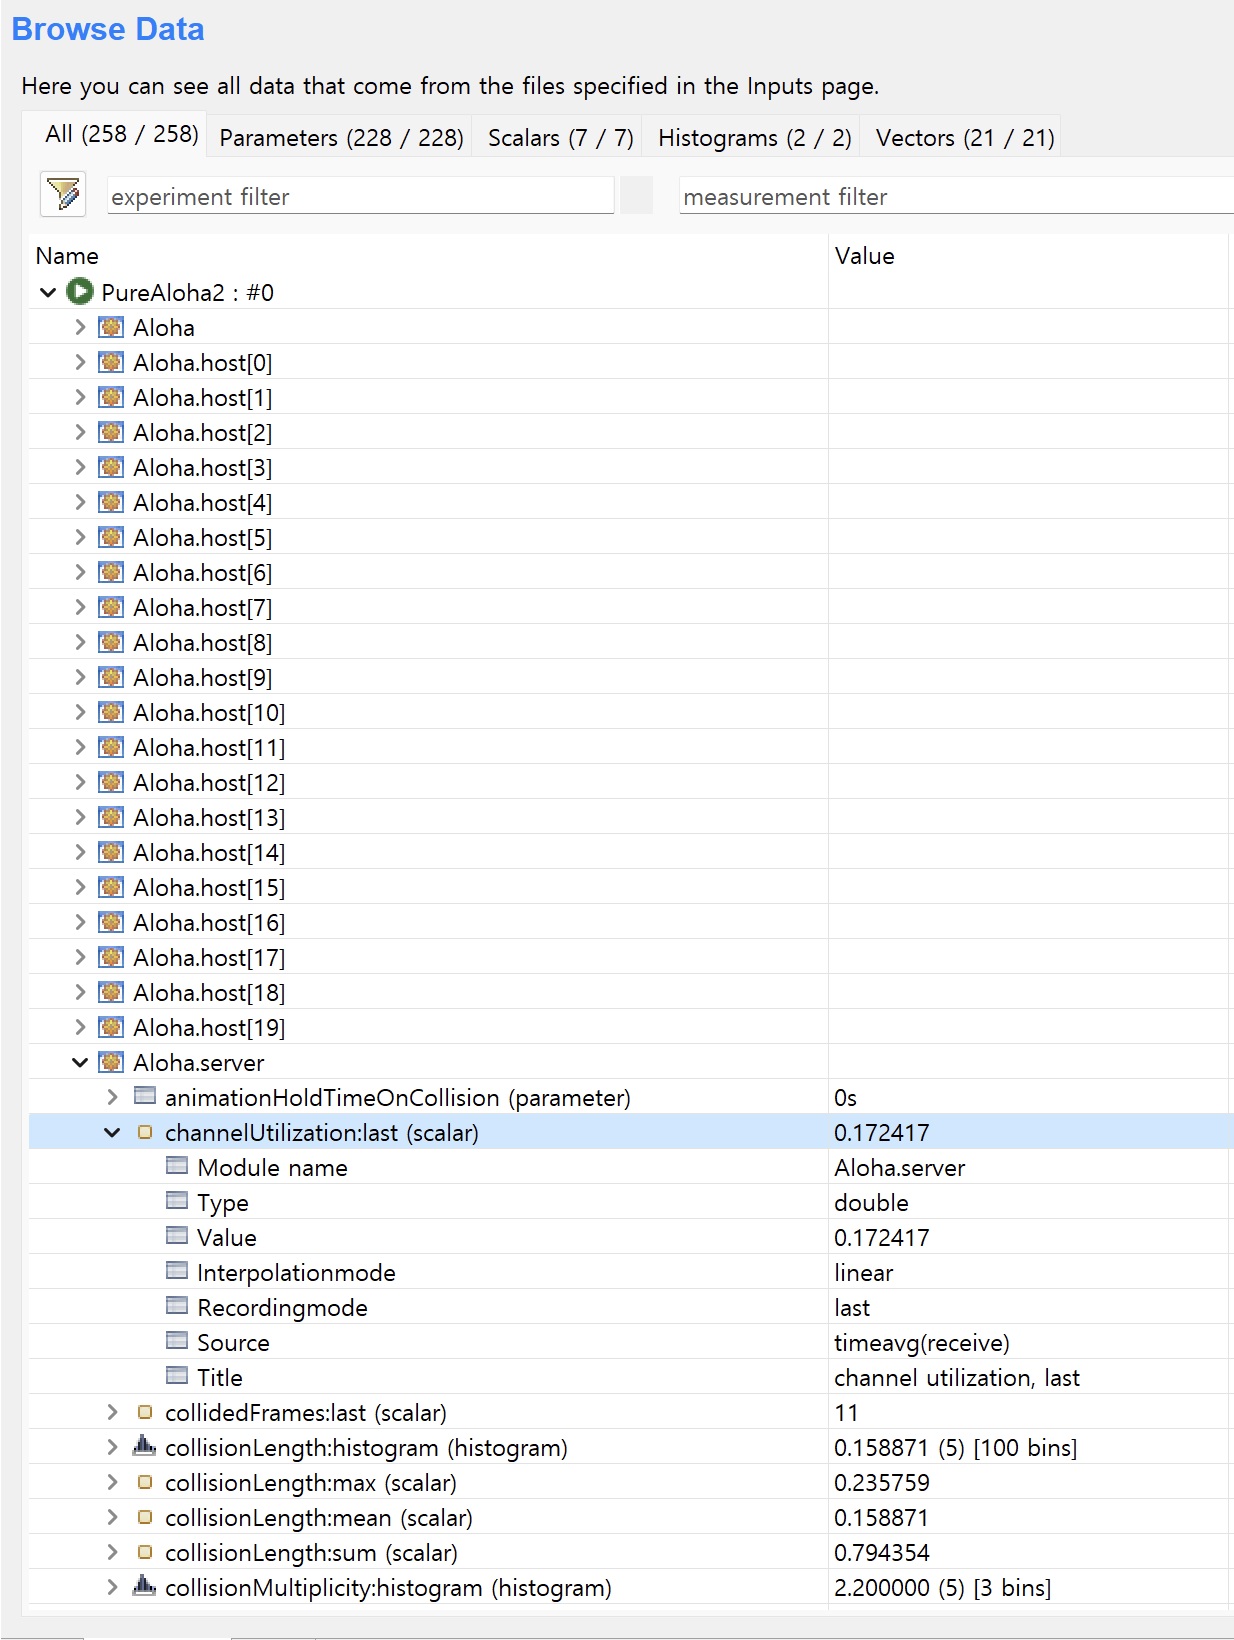 Browse Data
Here you can see all data that come from the files specified in the Inputs page.
All (258 / 258) Parameters (228 / 228) Scalars (7 / 7) Histograms (2 / 2) Vectors (21 / 21)
experiment filter measurement filter
Name Value
PureAloha2 : #0
Aloha
Aloha.host[0]
Aloha.host[1]
Aloha.host[2]
Aloha.host[3]
Aloha.host[4]
Aloha.host[5]
Aloha.host[6]
Aloha.host[7]
Aloha.host[8]
Aloha.host[9]
Aloha.host[10]
Aloha.host[11]
Aloha.host[12]
Aloha.host[13]
Aloha.host[14]
Aloha.host[15]
Aloha.host[16]
Aloha.host[17]
Aloha.host[18]
Aloha.host[19]
Aloha.server
animationHoldTimeOnCollision (parameter) 0s
channelUtilization:last (scalar) 0.172417
Module name Aloha.server
Type double
Value 0.172417
Interpolationmode linear
Recordingmode last
Source timeavg(receive)
Title channel utilization, last
collidedFrames:last (scalar) 11
collisionLength:histogram (histogram) 0.158871 (5) [100 bins]
collisionLength:max (scalar) 0.235759
collisionLength:mean (scalar) 0.158871
collisionLength:sum (scalar) 0.794354
collisionMultiplicity:histogram (histogram) 2.200000 (5) [3 bins]